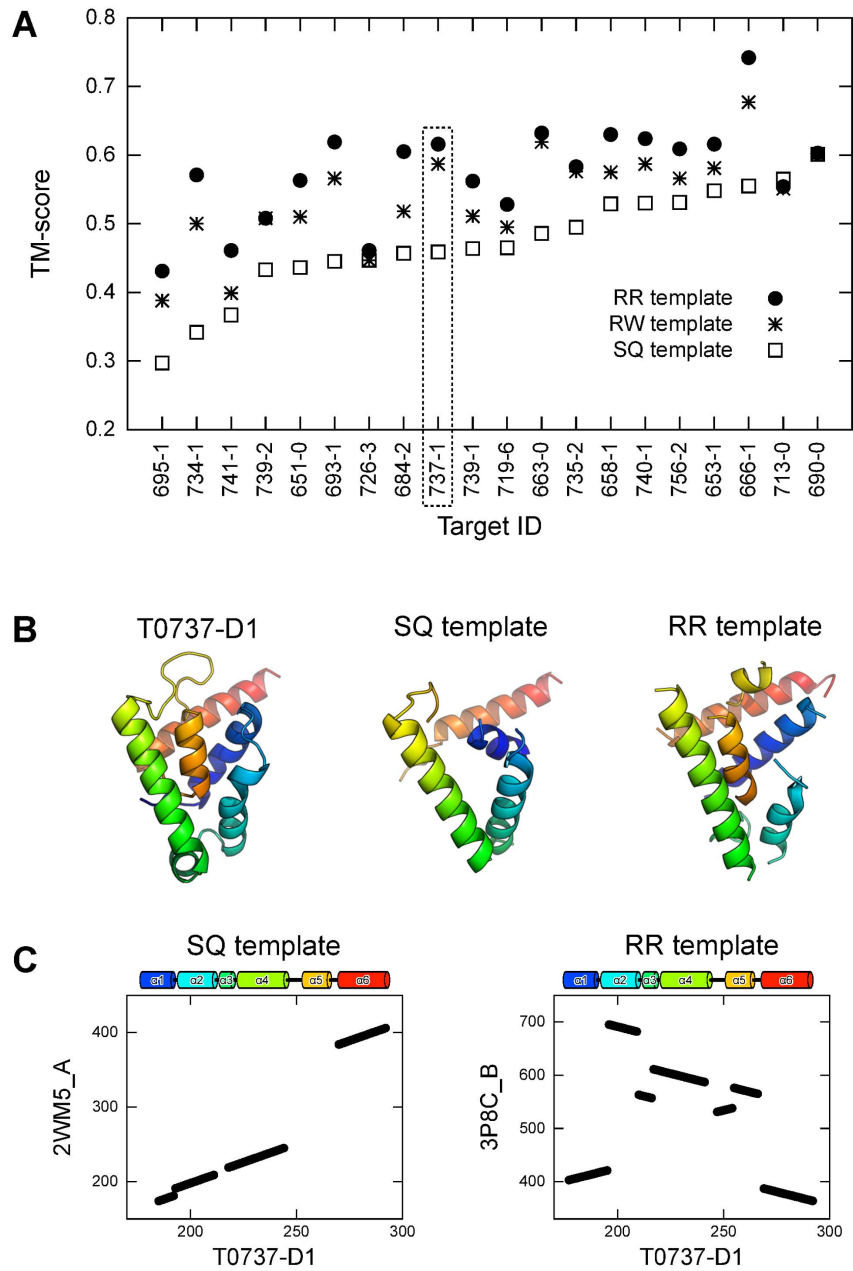 A
0.8
0.7
0.6
0.5
0.4
0.3
0.2
TM-score
RR template
RW template
SQ template
695-1
734-1
741-1
739-2
651-0
693-1
726-3
684-2
737-1
739-1
719-6
663-0
735-2
658-1
740-1
756-2
653-1
666-1
713-0
690-0
Target ID
B
T0737-D1
SQ template
RR template
C
SQ template
α1 α2 α3 α4 α5 α6
400
300
200
2WM5_A
200 250 300
T0737-D1
RR template
α1 α2 α3 α4 α5 α6
700
600
500
400
3P8C_B
200 250 300
T0737-D1